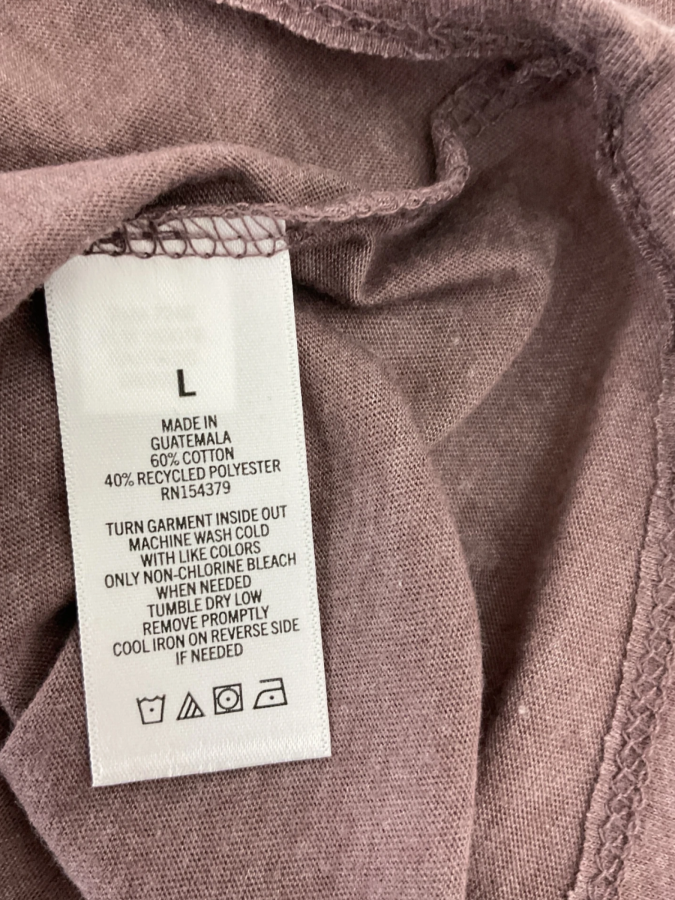 L
MADE IN
GUATEMALA
60% COTTON
40% RECYCLED POLYESTER
RN154379
TURN GARMENT INSIDE OUT
MACHINE WASH COLD
WITH LIKE COLORS
ONLY NON-CHLORINE BLEACH
WHEN NEEDED
TUMBLE DRY LOW
REMOVE PROMPTLY
COOL IRON ON REVERSE SIDE
IF NEEDED